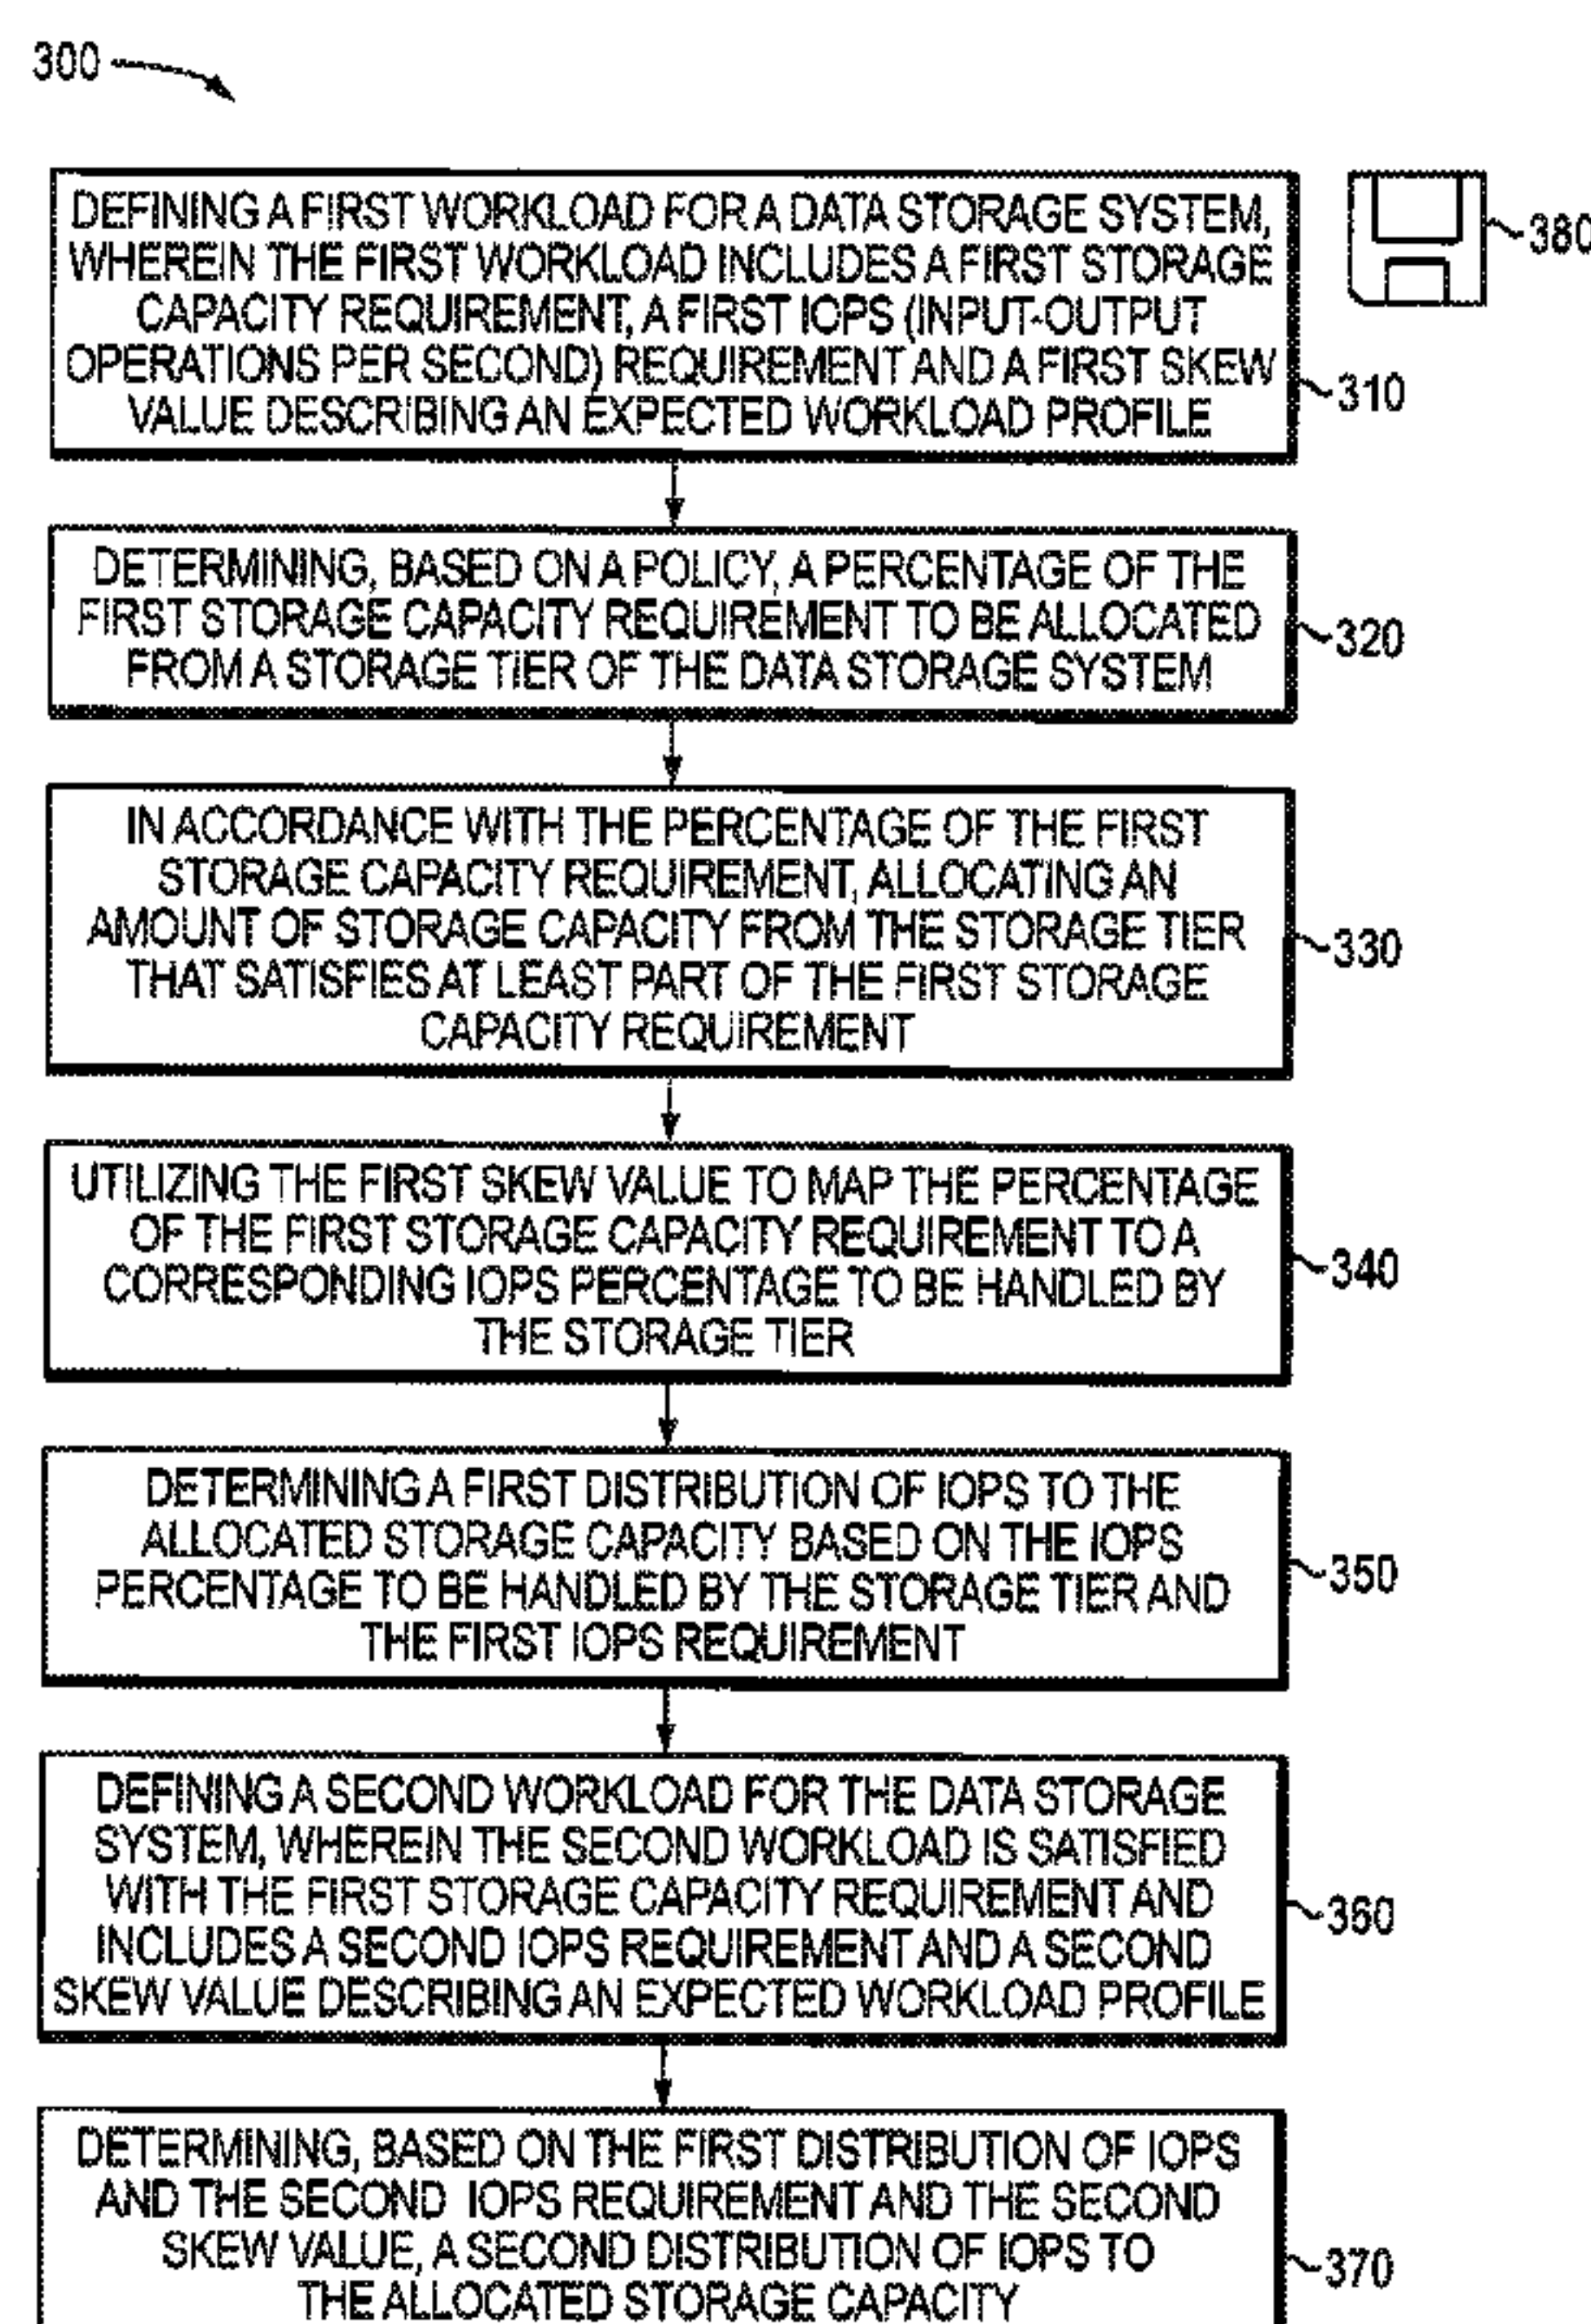 300
DEFINING A FIRST WORKLOAD FOR A DATA STORAGE SYSTEM,
WHEREIN THE FIRST WORKLOAD INCLUDES A FIRST STORAGE
CAPACITY REQUIREMENT, A FIRST IOPS (INPUT-OUTPUT
OPERATIONS PER SECOND) REQUIREMENT AND A FIRST SKEW
VALUE DESCRIBING AN EXPECTED WORKLOAD PROFILE
380
310
DETERMINING, BASED ON A POLICY, A PERCENTAGE OF THE
FIRST STORAGE CAPACITY REQUIREMENT TO BE ALLOCATED
FROM A STORAGE TIER OF THE DATA STORAGE SYSTEM
320
IN ACCORDANCE WITH THE PERCENTAGE OF THE FIRST
STORAGE CAPACITY REQUIREMENT, ALLOCATING AN
AMOUNT OF STORAGE CAPACITY FROM THE STORAGE TIER
THAT SATISFIES AT LEAST PART OF THE FIRST STORAGE
CAPACITY REQUIREMENT
330
UTILIZING THE FIRST SKEW VALUE TO MAP THE PERCENTAGE
OF THE FIRST STORAGE CAPACITY REQUIREMENT TO A
CORRESPONDING IOPS PERCENTAGE TO BE HANDLED BY
THE STORAGE TIER
340
DETERMINING A FIRST DISTRIBUTION OF IOPS TO THE
ALLOCATED STORAGE CAPACITY BASED ON THE IOPS
PERCENTAGE TO BE HANDLED BY THE STORAGE TIER AND
THE FIRST IOPS REQUIREMENT
350
DEFINING A SECOND WORKLOAD FOR THE DATA STORAGE
SYSTEM, WHEREIN THE SECOND WORKLOAD IS SATISFIED
WITH THE FIRST STORAGE CAPACITY REQUIREMENT AND
INCLUDES A SECOND IOPS REQUIREMENT AND A SECOND
SKEW VALUE DESCRIBING AN EXPECTED WORKLOAD PROFILE
360
DETERMINING, BASED ON THE FIRST DISTRIBUTION OF IOPS
AND THE SECOND IOPS REQUIREMENT AND THE SECOND
SKEW VALUE, A SECOND DISTRIBUTION OF IOPS TO
THE ALLOCATED STORAGE CAPACITY
370